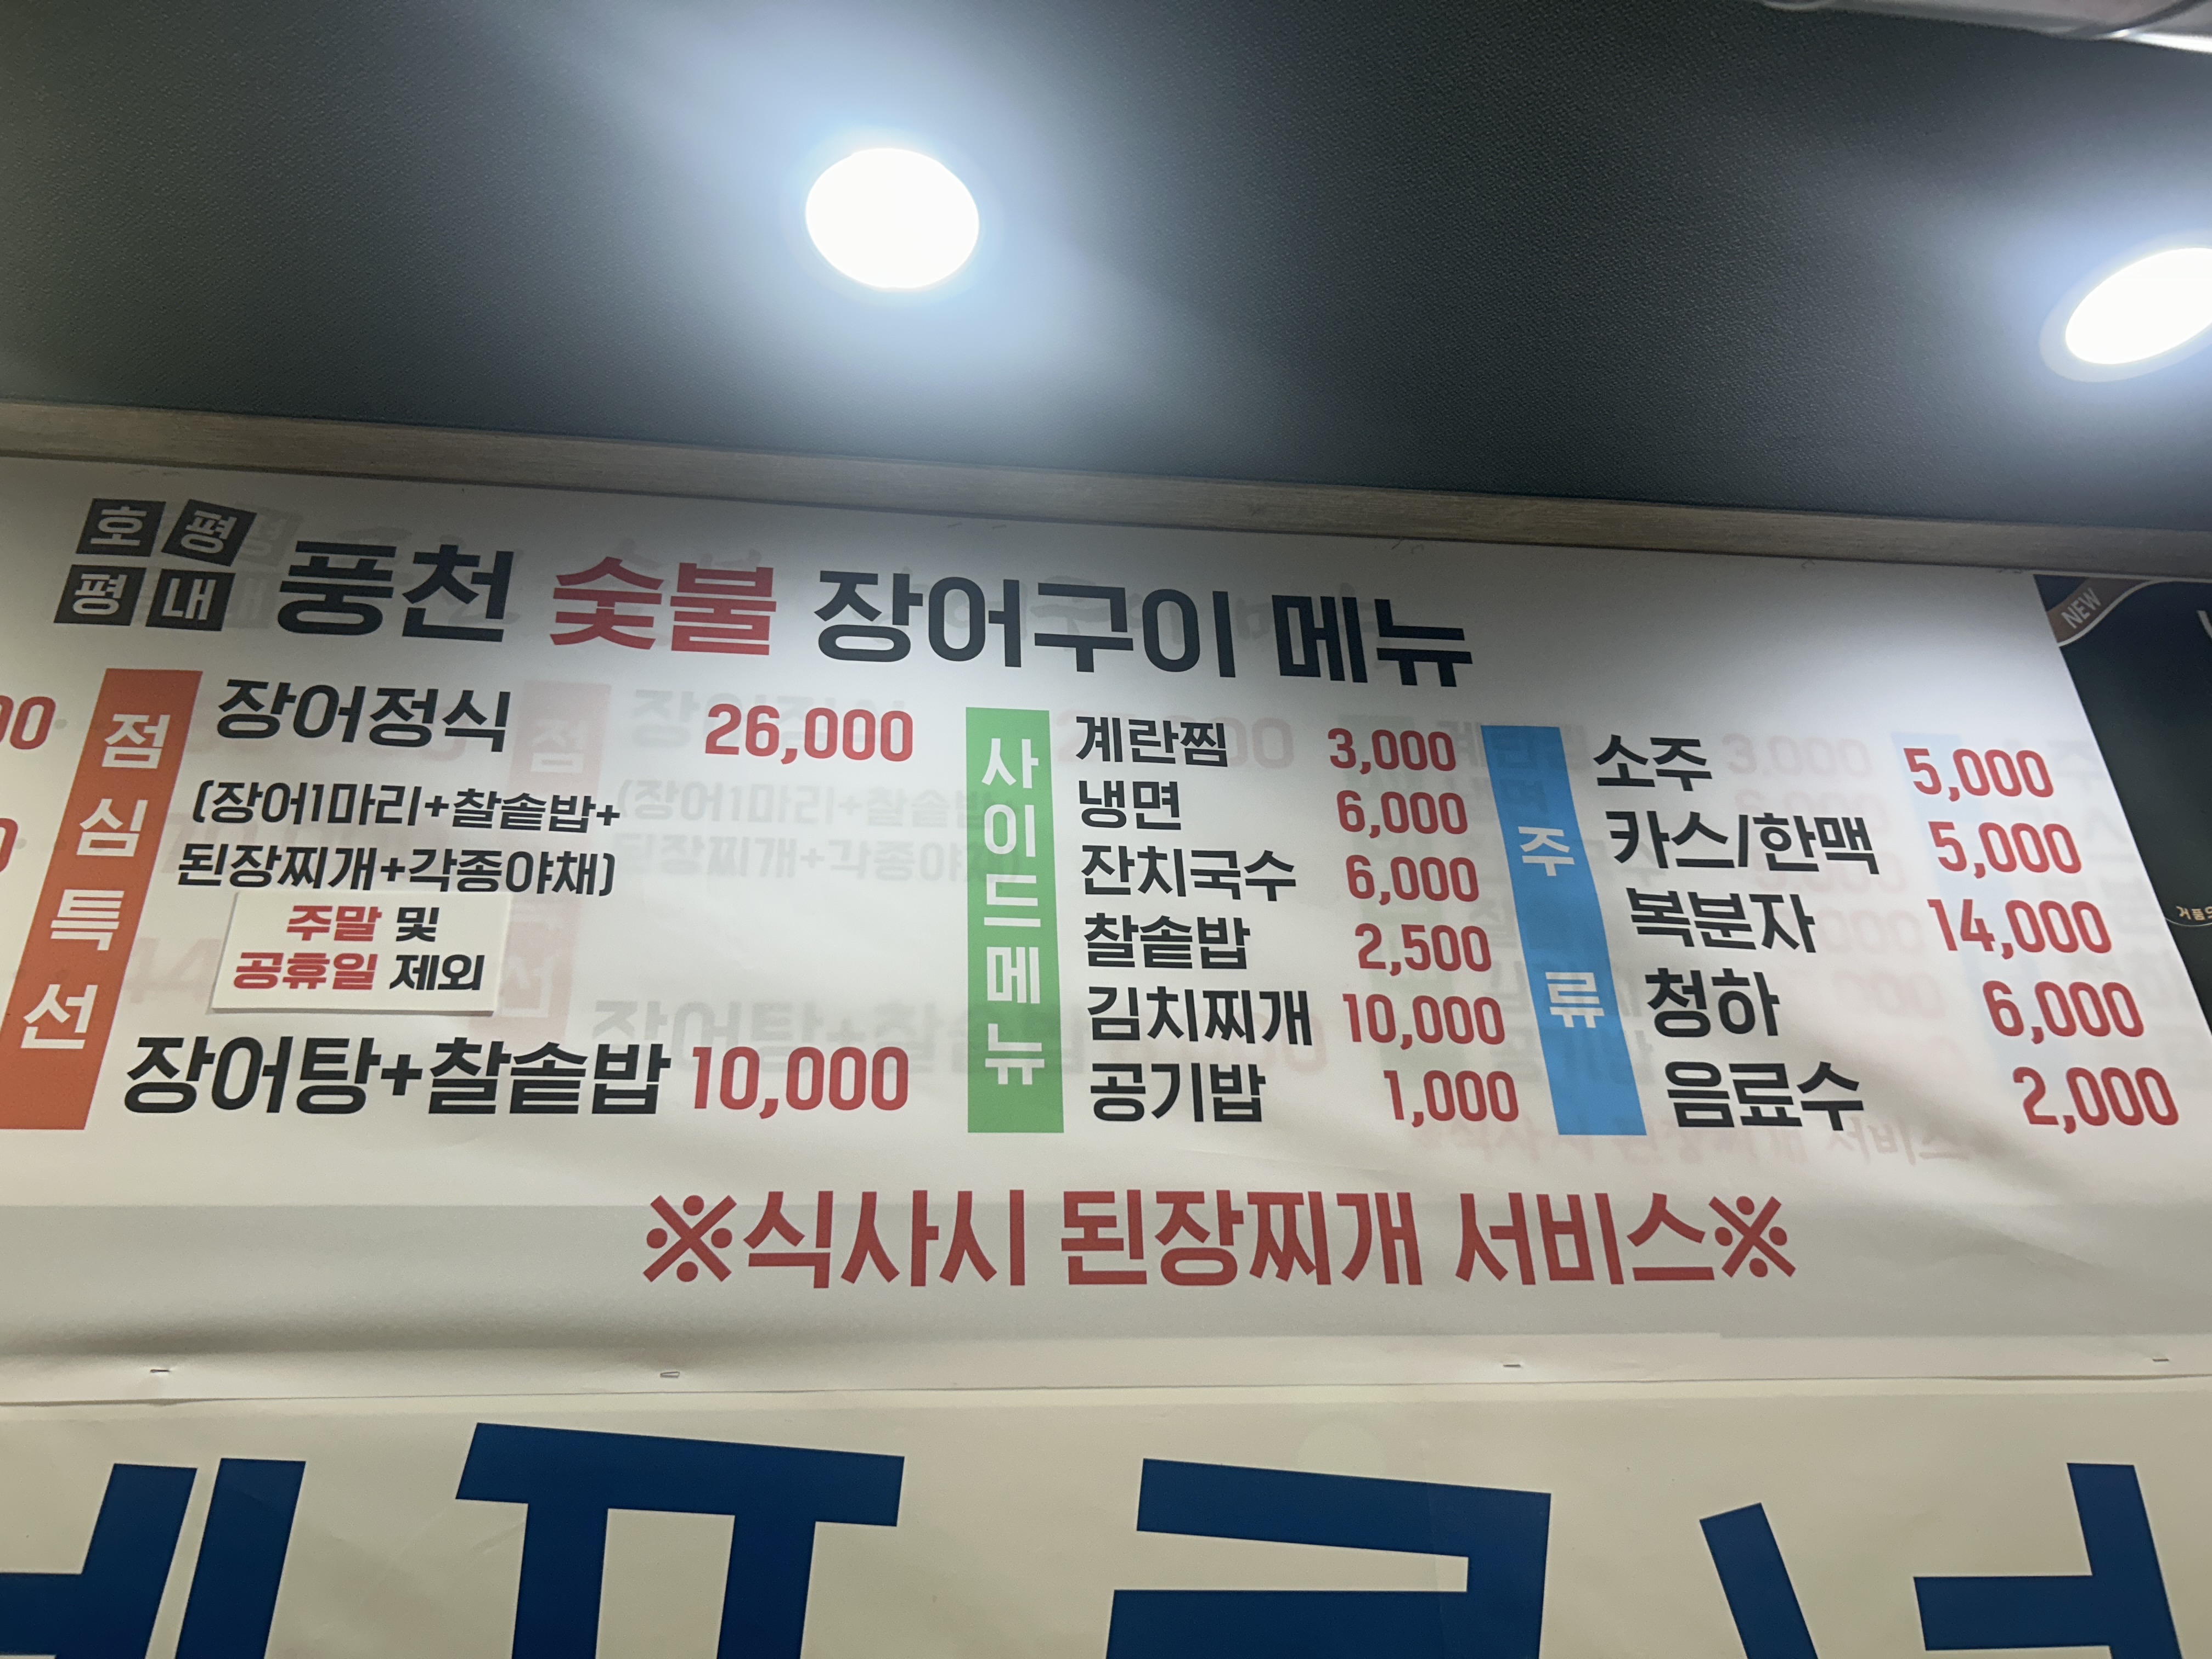 호평
평내
풍천 숯불 장어구이 메뉴
점심특선
장어정식 26,000
(장어1마리+찰솥밥+
된장찌개+각종야채)
주말 및
공휴일 제외
장어탕+찰솥밥 10,000
사이드메뉴
계란찜 3,000
냉면 6,000
잔치국수 6,000
찰솥밥 2,500
김치찌개 10,000
공기밥 1,000
주류
소주 5,000
카스/한맥 5,000
복분자 14,000
청하 6,000
음료수 2,000
※식사시 된장찌개 서비스※
NEW